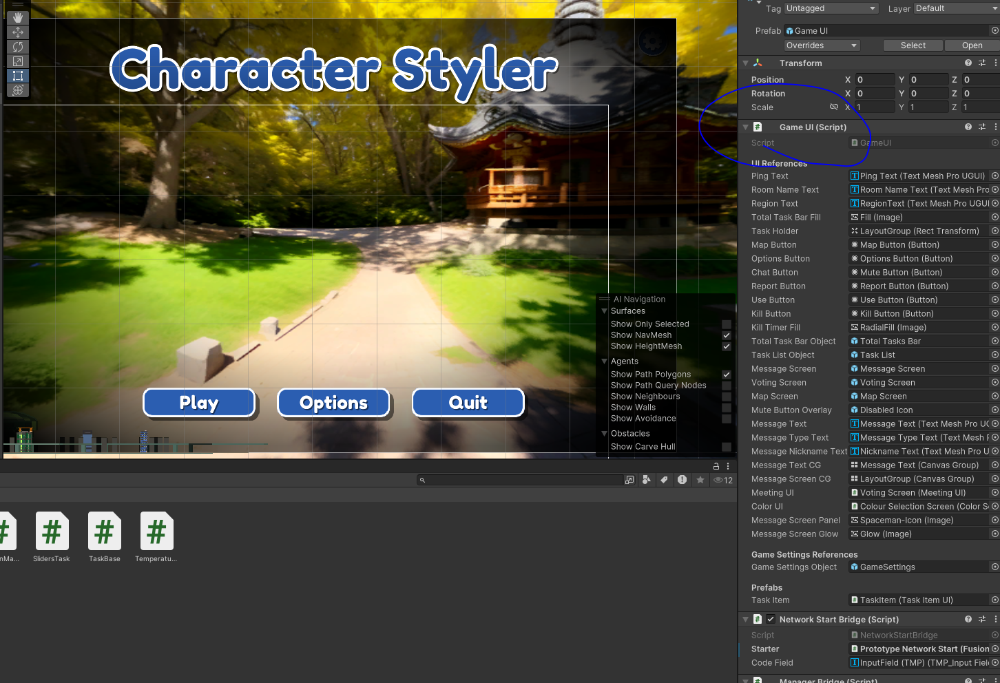 Tag Untagged Layer Default
Prefab Game UI
Overrides Select Open
Transform
Position X 0 Y 0 Z 0
Rotation X 0 Y 0 Z 0
Scale X 1 Y 1 Z 1
Game UI (Script)
Script GameUI
UI References
Ping Text Ping Text (Text Mesh Pro UGUI)
Room Name Text Room Name Text (Text Mesh Pro
Region Text RegionText (Text Mesh Pro UGUI
Total Task Bar Fill Fill (Image)
Task Holder LayoutGroup (Rect Transform)
Map Button Map Button (Button)
Options Button Options Button (Button)
Chat Button Mute Button (Button)
Report Button Report Button (Button)
Use Button Use Button (Button)
Kill Button Kill Button (Button)
Kill Timer Fill RadialFill (Image)
Total Task Bar Object Total Tasks Bar
Task List Object Task List
Message Screen Message Screen
Voting Screen Voting Screen
Map Screen Map Screen
Mute Button Overlay Disabled Icon
Message Text Message Text (Text Mesh Pro UG
Message Type Text Message Type Text (Text Mesh P
Message Nickname Text Nickname Text (Text Mesh Pro U
Message Text CG Message Text (Canvas Group)
Message Screen CG LayoutGroup (Canvas Group)
Meeting UI Voting Screen (Meeting UI)
Color UI Colour Selection Screen (Color S
Message Screen Panel Spaceman-Icon (Image)
Message Screen Glow Glow (Image)
Game Settings References
Game Settings Object GameSettings
Prefabs
Task Item TaskItem (Task Item UI)
Network Start Bridge (Script)
Script NetworkStartBridge
Starter Prototype Network Start (Fusion
Code Field InputField (TMP) (TMP_Input Fiel
Manager Bridge (Script)
Character Styler
Play Options Quit
AI Navigation
Surfaces
Show Only Selected
Show NavMesh
Show HeightMesh
Agents
Show Path Polygons
Show Path Query Nodes
Show Neighbours
Show Walls
Show Avoidance
Obstacles
Show Carve Hull
12
nMa... SlidersTask TaskBase Temperatu...